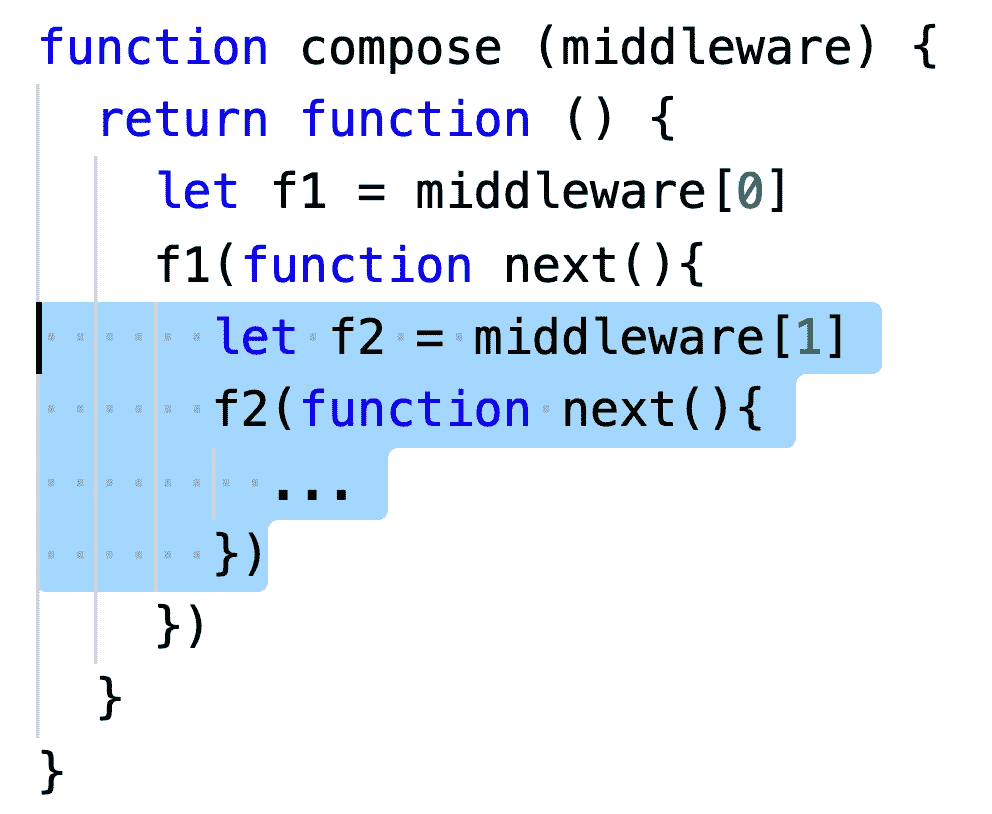 function compose (middleware) {
  return function () {
    let f1 = middleware[0]
    f1(function next(){
      let f2 = middleware[1]
      f2(function next(){
        ...
      })
    })
  }
}